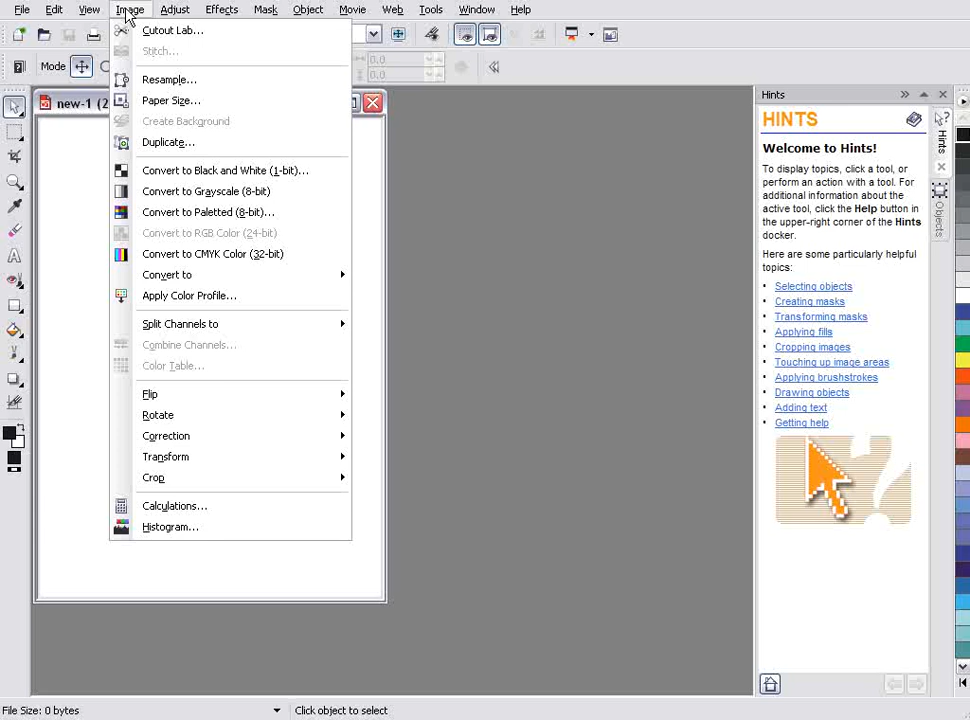 File Edit View Image Adjust Effects Mask Object Movie Web Tools Window Help
Mode
0.0
0.0
new-1 (2
Cutout Lab...
Stitch...
Resample...
Paper Size...
Create Background
Duplicate...
Convert to Black and White (1-bit)...
Convert to Grayscale (8-bit)
Convert to Paletted (8-bit)...
Convert to RGB Color (24-bit)
Convert to CMYK Color (32-bit)
Convert to
Apply Color Profile...
Split Channels to
Combine Channels...
Color Table...
Flip
Rotate
Correction
Transform
Crop
Calculations...
Histogram...
Hints
HINTS
Welcome to Hints!
To display topics, click a tool, or
perform an action with a tool. For
additional information about the
active tool, click the Help button in
the upper-right corner of the Hints
docker.
Here are some particularly helpful
topics:
• Selecting objects
• Creating masks
• Transforming masks
• Applying fills
• Cropping images
• Touching up image areas
• Applying brushstrokes
• Drawing objects
• Adding text
• Getting help
Hints
Objects
File Size: 0 bytes
Click object to select